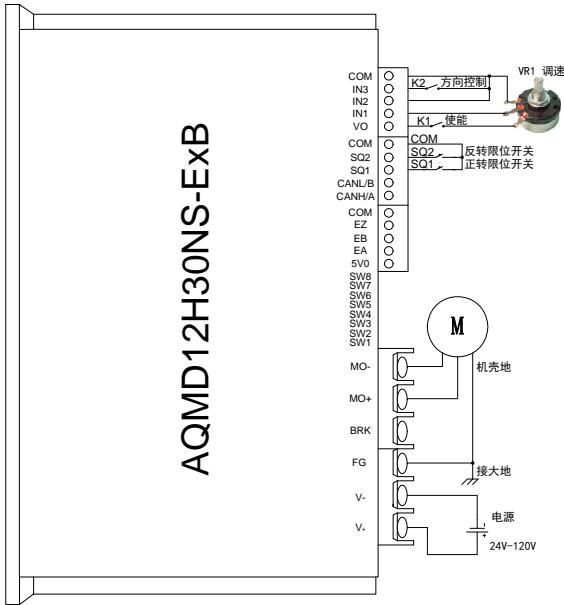 AQMD12H30NS-ExB
COM
IN3
IN2
IN1
VO
COM
SQ2
SQ1
CANL/B
CANH/A
COM
EZ
EB
EA
5V0
SW8
SW7
SW6
SW5
SW4
SW3
SW2
SW1
MO-
MO+
BRK
FG
V-
V+
VR1 调速
K2 方向控制
K1 使能
COM
SQ2 反转限位开关
SQ1 正转限位开关
M
机壳地
接大地
电源
24V-120V